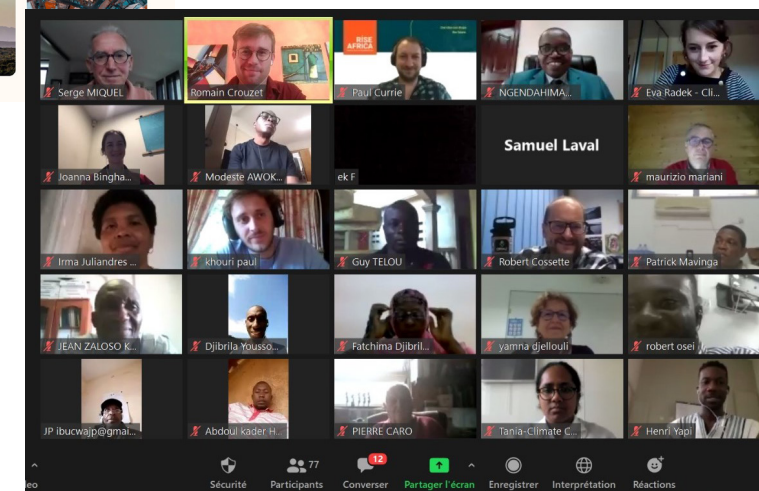 RISE
AFRICA
Serge MIQUEL
Romain Crouzet
Paul Currie
NGENDAHIMA...
Eva Radek - Cli...
Joanna Bingha...
Modeste AWOK...
ek F
Samuel Laval
maurizio mariani
Irma Juliandres ...
khouri paul
Guy TELOU
Robert Cossette
Patrick Mavinga
JEAN ZALOSO K...
Djibrila Yousso...
Fatchima Djibril...
yamna djellouli
robert osei
JP ibucwajp@gmai...
Abdoul kader H...
PIERRE CARO
Tania-Climate C...
Henri Yapi
77
12
eo
Sécurité
Participants
Converser
Partager l'écran
Enregistrer
Interprétation
Réactions